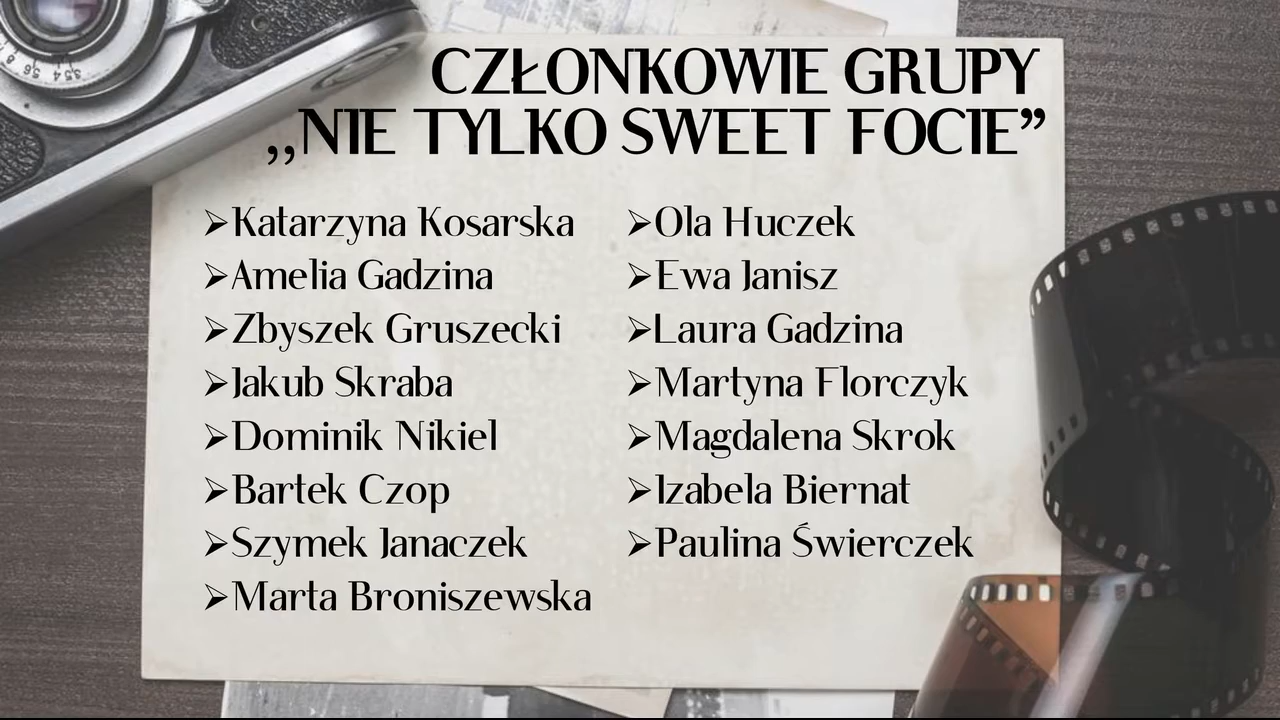 CZŁONKOWIE GRUPY
,,NIE TYLKO SWEET FOCIE”
➢Katarzyna Kosarska
➢Amelia Gadzina
➢Zbyszek Gruszecki
➢Jakub Skraba
➢Dominik Nikiel
➢Bartek Czop
➢Szymek Janaczek
➢Marta Broniszewska
➢Ola Huczek
➢Ewa Janisz
➢Laura Gadzina
➢Martyna Florczyk
➢Magdalena Skrok
➢Izabela Biernat
➢Paulina Świerczek